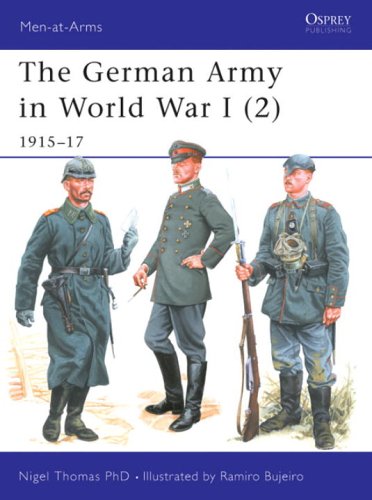 Men-at-Arms
OSPREY
PUBLISHING
The German Army
in World War I (2)
1915–17
Nigel Thomas PhD • Illustrated by Ramiro Bujeiro